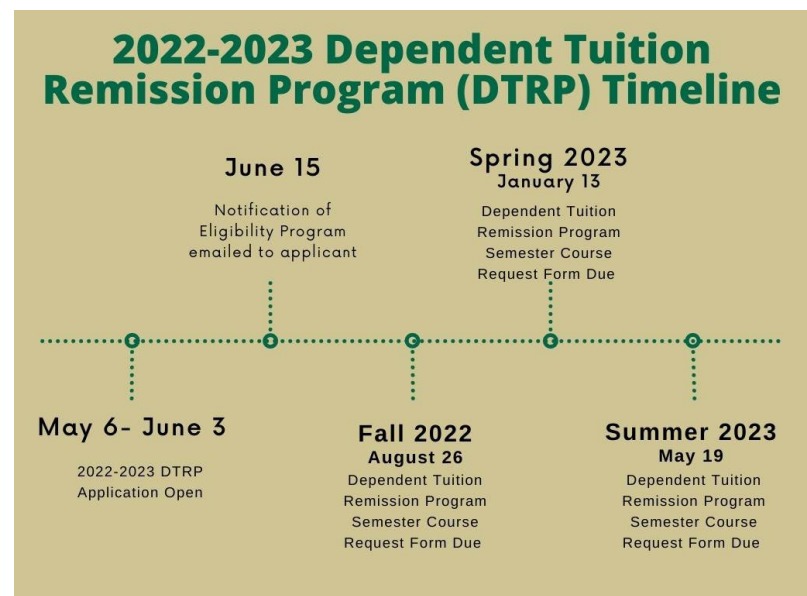 2022-2023 Dependent Tuition
Remission Program (DTRP) Timeline
May 6- June 3
2022-2023 DTRP
Application Open
June 15
Notification of
Eligibility Program
emailed to applicant
Fall 2022
August 26
Dependent Tuition
Remission Program
Semester Course
Request Form Due
Spring 2023
January 13
Dependent Tuition
Remission Program
Semester Course
Request Form Due
Summer 2023
May 19
Dependent Tuition
Remission Program
Semester Course
Request Form Due